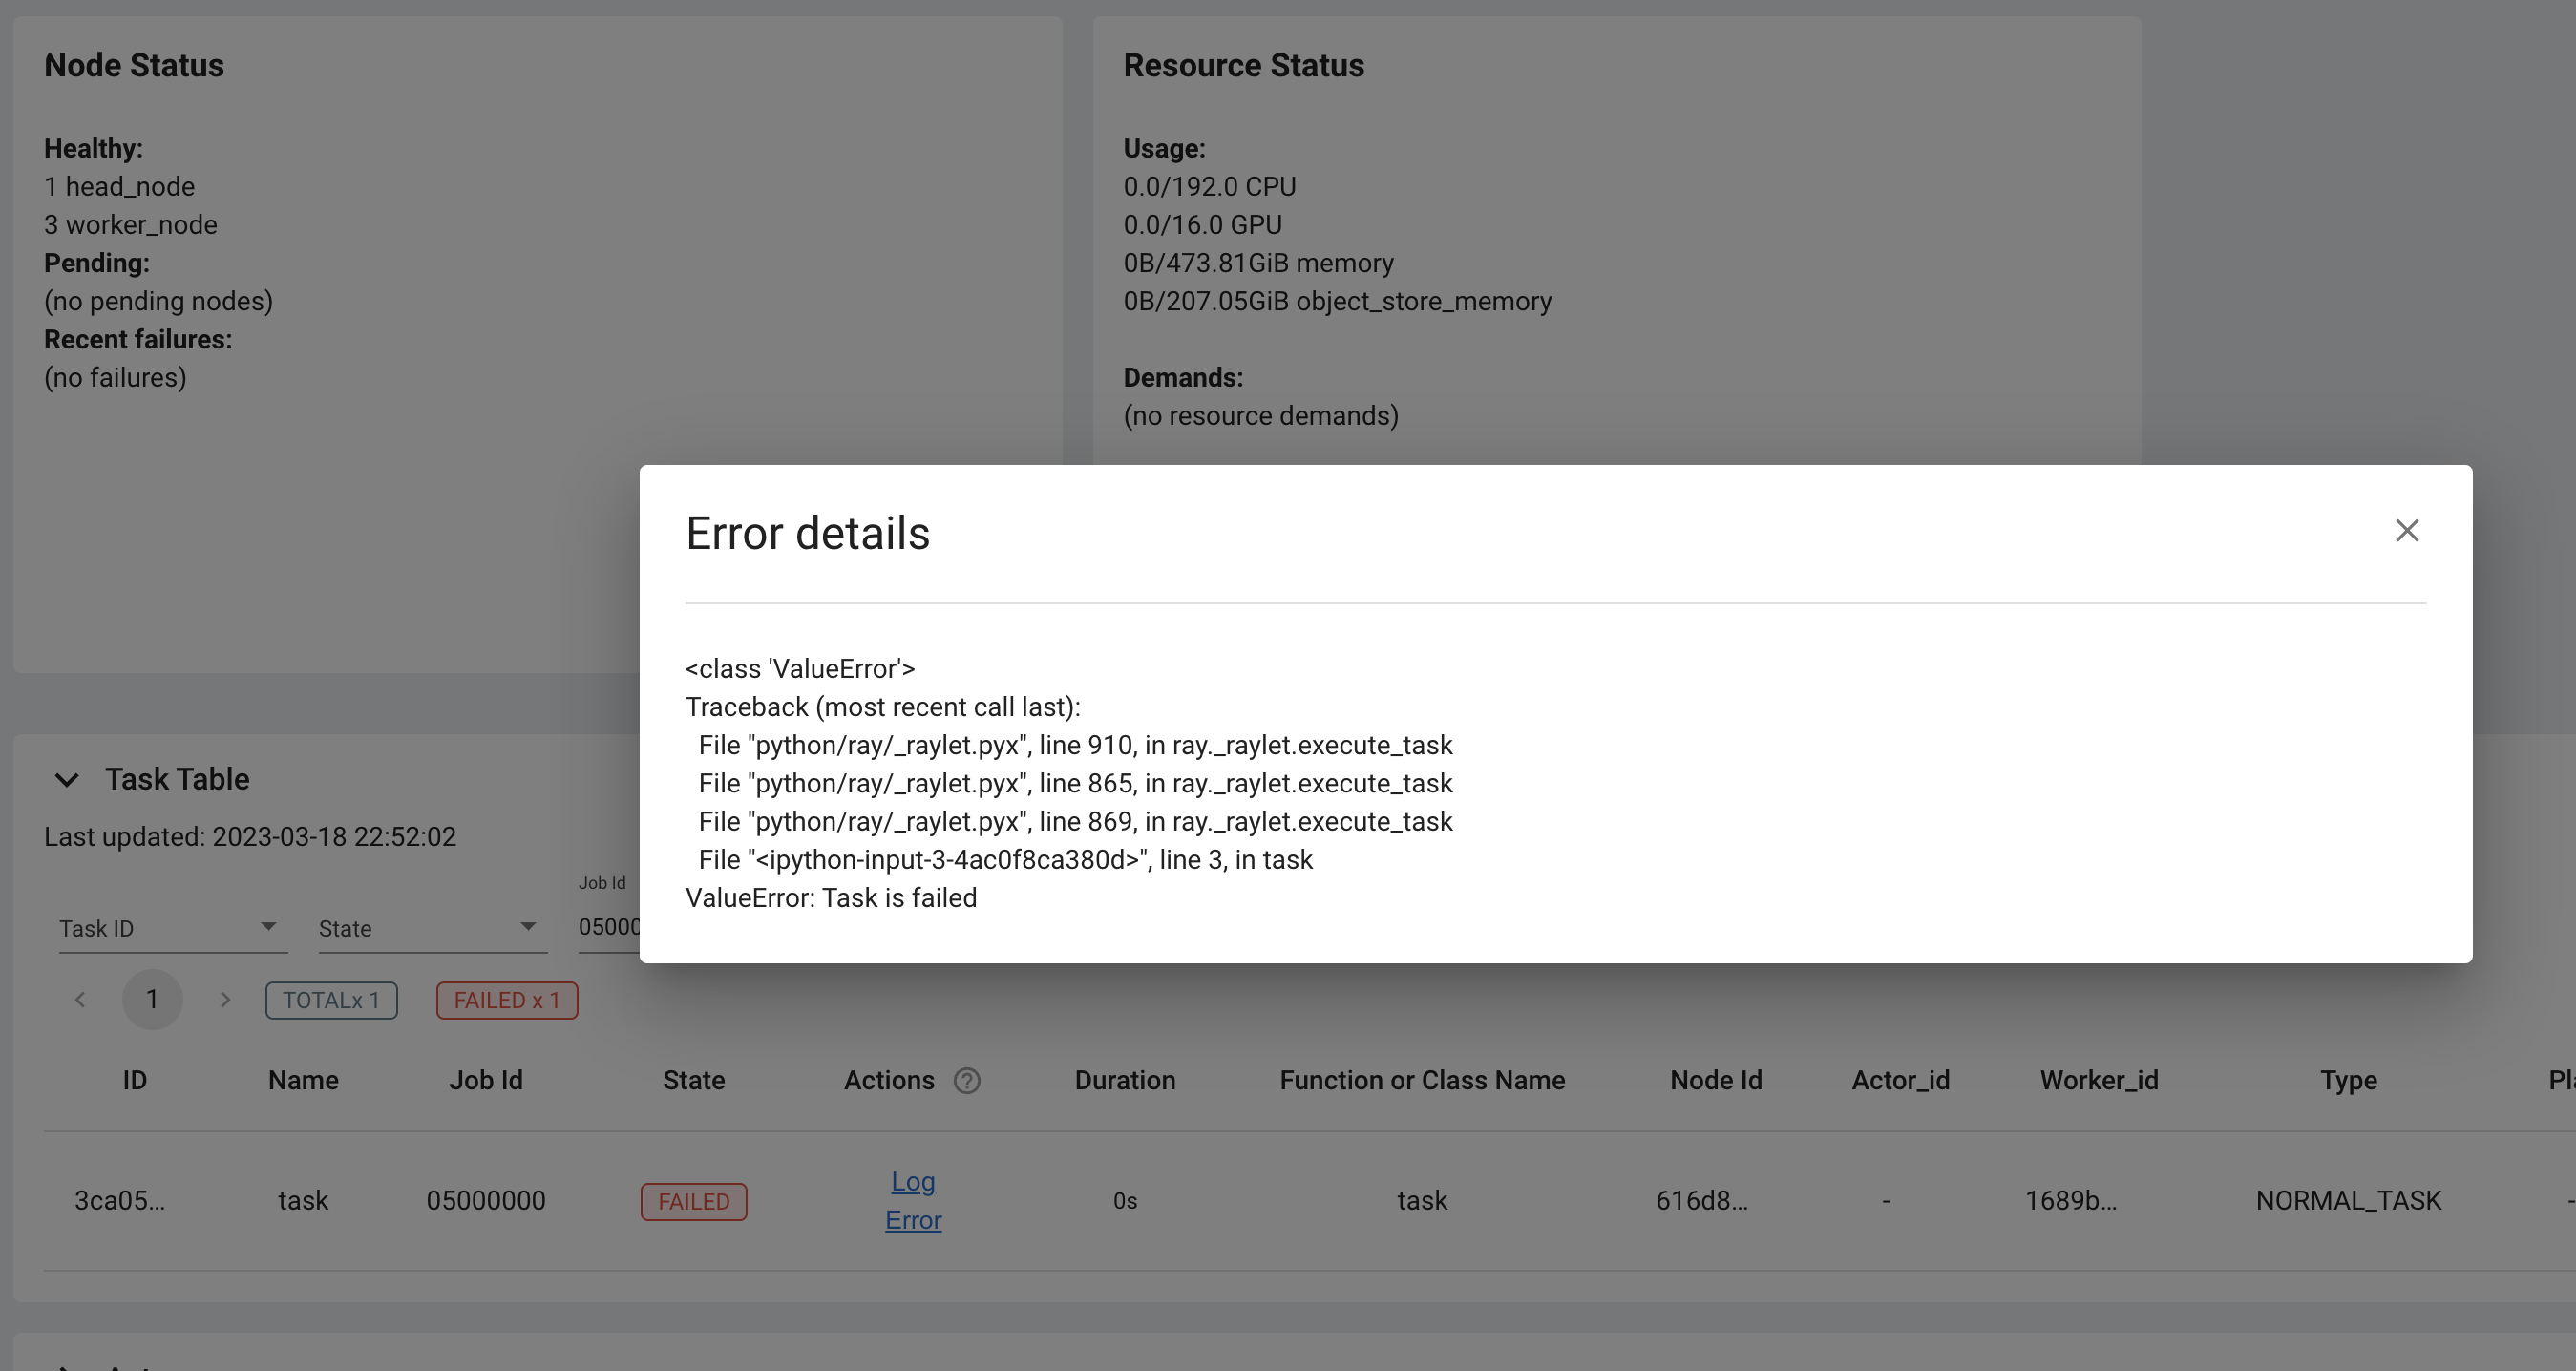 Node Status
Healthy:
1 head_node
3 worker_node
Pending:
(no pending nodes)
Recent failures:
(no failures)
Resource Status
Usage:
0.0/192.0 CPU
0.0/16.0 GPU
0B/473.81GiB memory
0B/207.05GiB object_store_memory
Demands:
(no resource demands)
Error details
<class 'ValueError'>
Traceback (most recent call last):
File "python/ray/_raylet.pyx", line 910, in ray._raylet.execute_task
File "python/ray/_raylet.pyx", line 865, in ray._raylet.execute_task
File "python/ray/_raylet.pyx", line 869, in ray._raylet.execute_task
File "<ipython-input-3-4ac0f8ca380d>", line 3, in task
ValueError: Task is failed
Task Table
Last updated: 2023-03-18 22:52:02
Job Id
Task ID State 05000
1 TOTALx 1 FAILED x 1
ID Name Job Id State Actions ? Duration Function or Class Name Node Id Actor_id Worker_id Type
3ca05... task 05000000 FAILED Log Error 0s task 616d8... - 1689b... NORMAL_TASK -